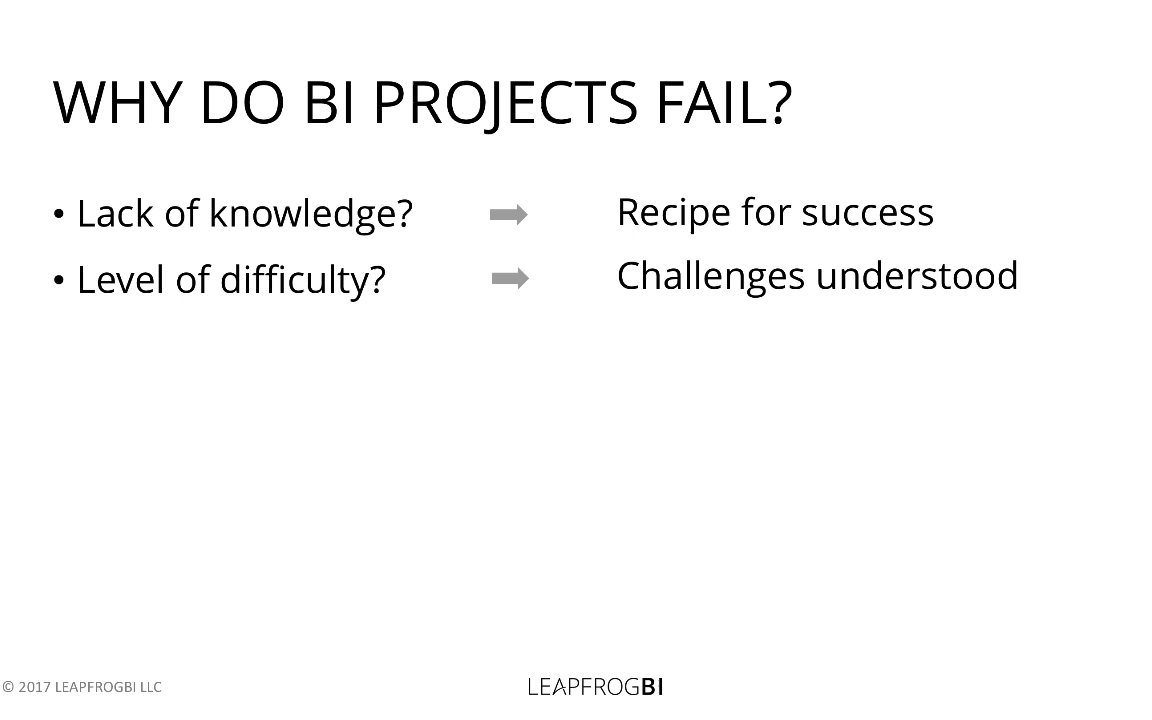 WHY DO BI PROJECTS FAIL?
• Lack of knowledge? Recipe for success
• Level of difficulty? Challenges understood
© 2017 LEAPFROGBI LLC LEAPFROGBI